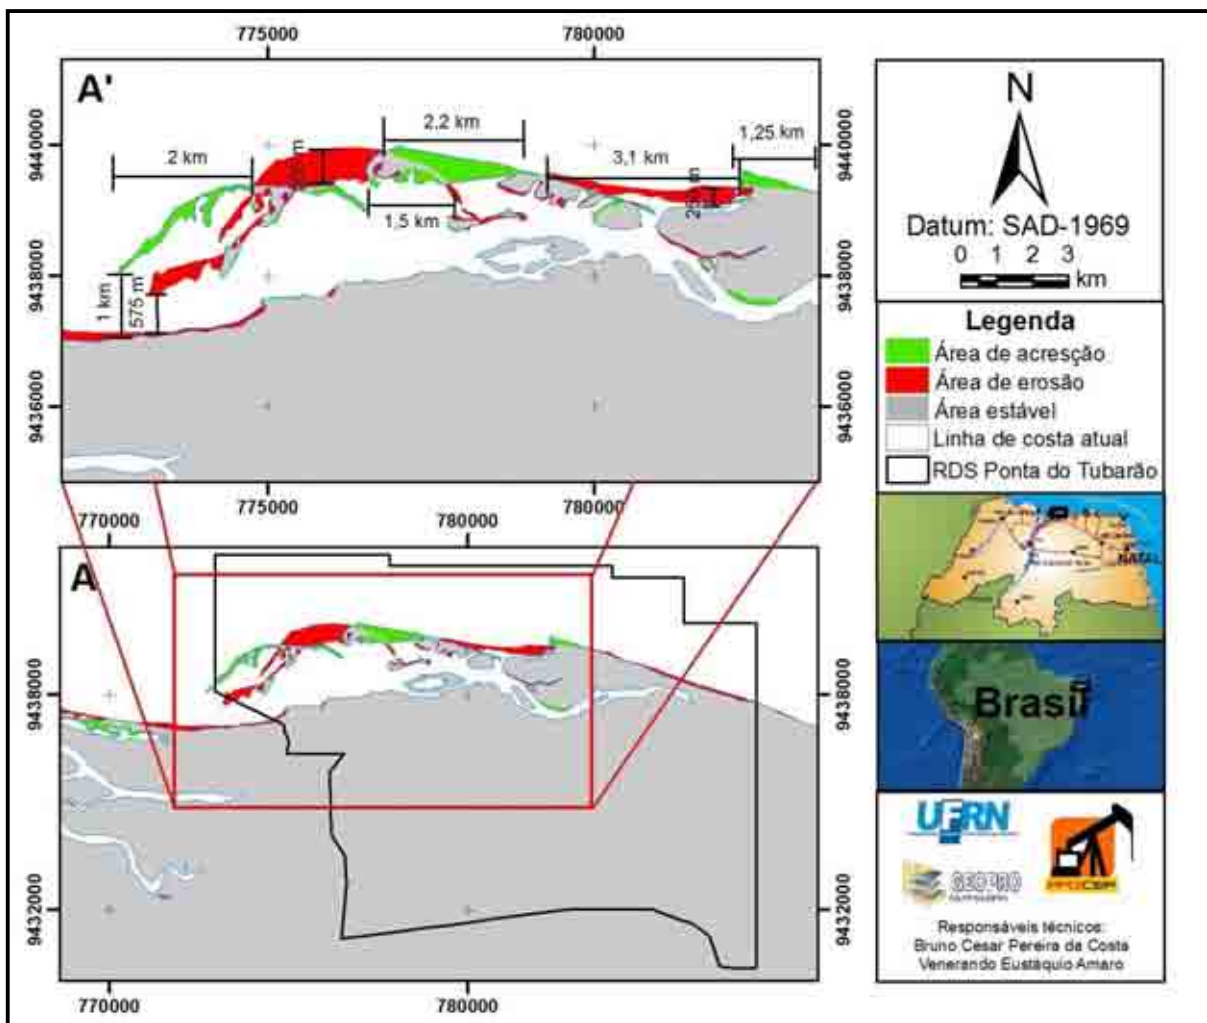 775000 780000
A'
2,2 km
1,25 km
2 km
3,1 km
1,5 km
1 km
575 m
9440000
9438000
9436000
9440000
9438000
9436000
775000 780000
770000 780000
A
9438000
9432000
9438000
9432000
770000 780000
N
Datum: SAD-1969
0 1 2 3
km
Legenda
Área de acresção
Área de erosão
Área estável
Linha de costa atual
RDS Ponta do Tubarão
NATAL
Brasil
UFRN
GEOPRO
Responsáveis técnicos:
Bruno Cesar Pereira da Costa
Venerando Eustáquio Amaro